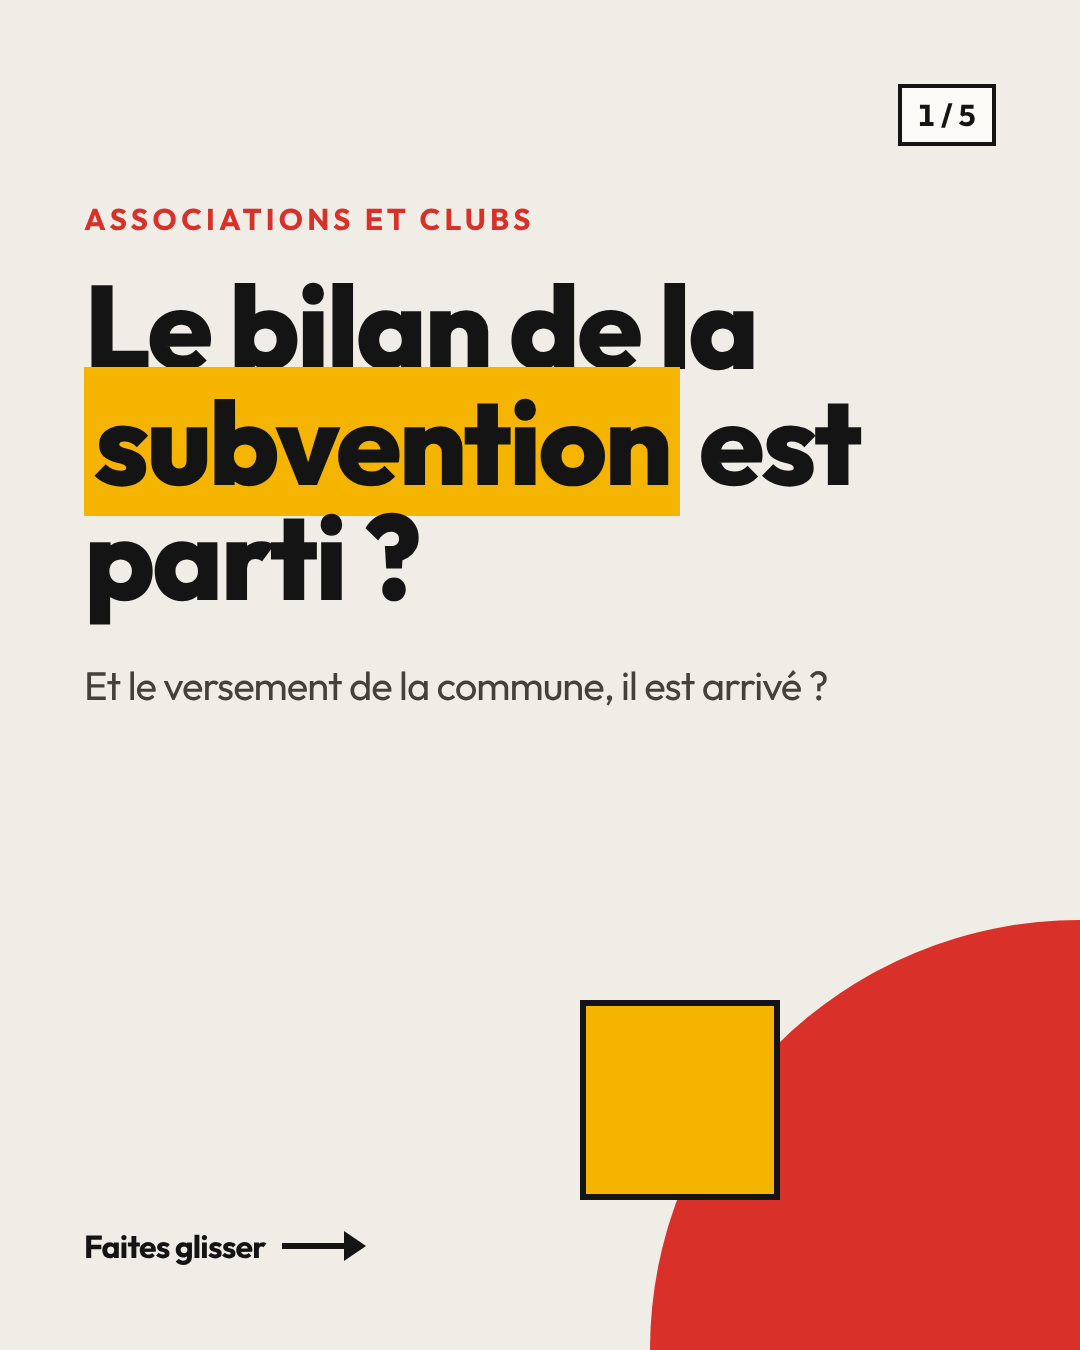 1 / 5
ASSOCIATIONS ET CLUBS
Le bilan de la
subvention est
parti ?
Et le versement de la commune, il est arrivé ?
Faites glisser